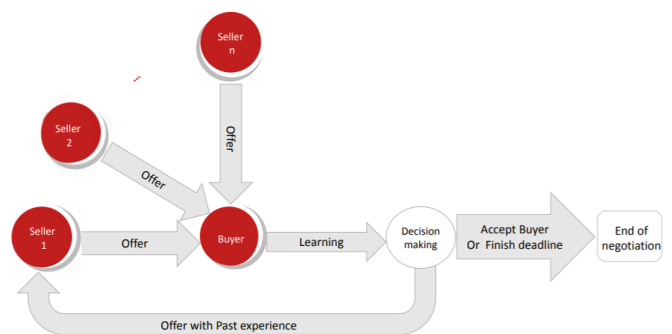 Seller
n
Seller
2
Offer
Offer
Seller
1
Offer
Buyer
Learning
Decision
making
Accept Buyer
Or Finish deadline
End of
negotiation
Offer with Past experience